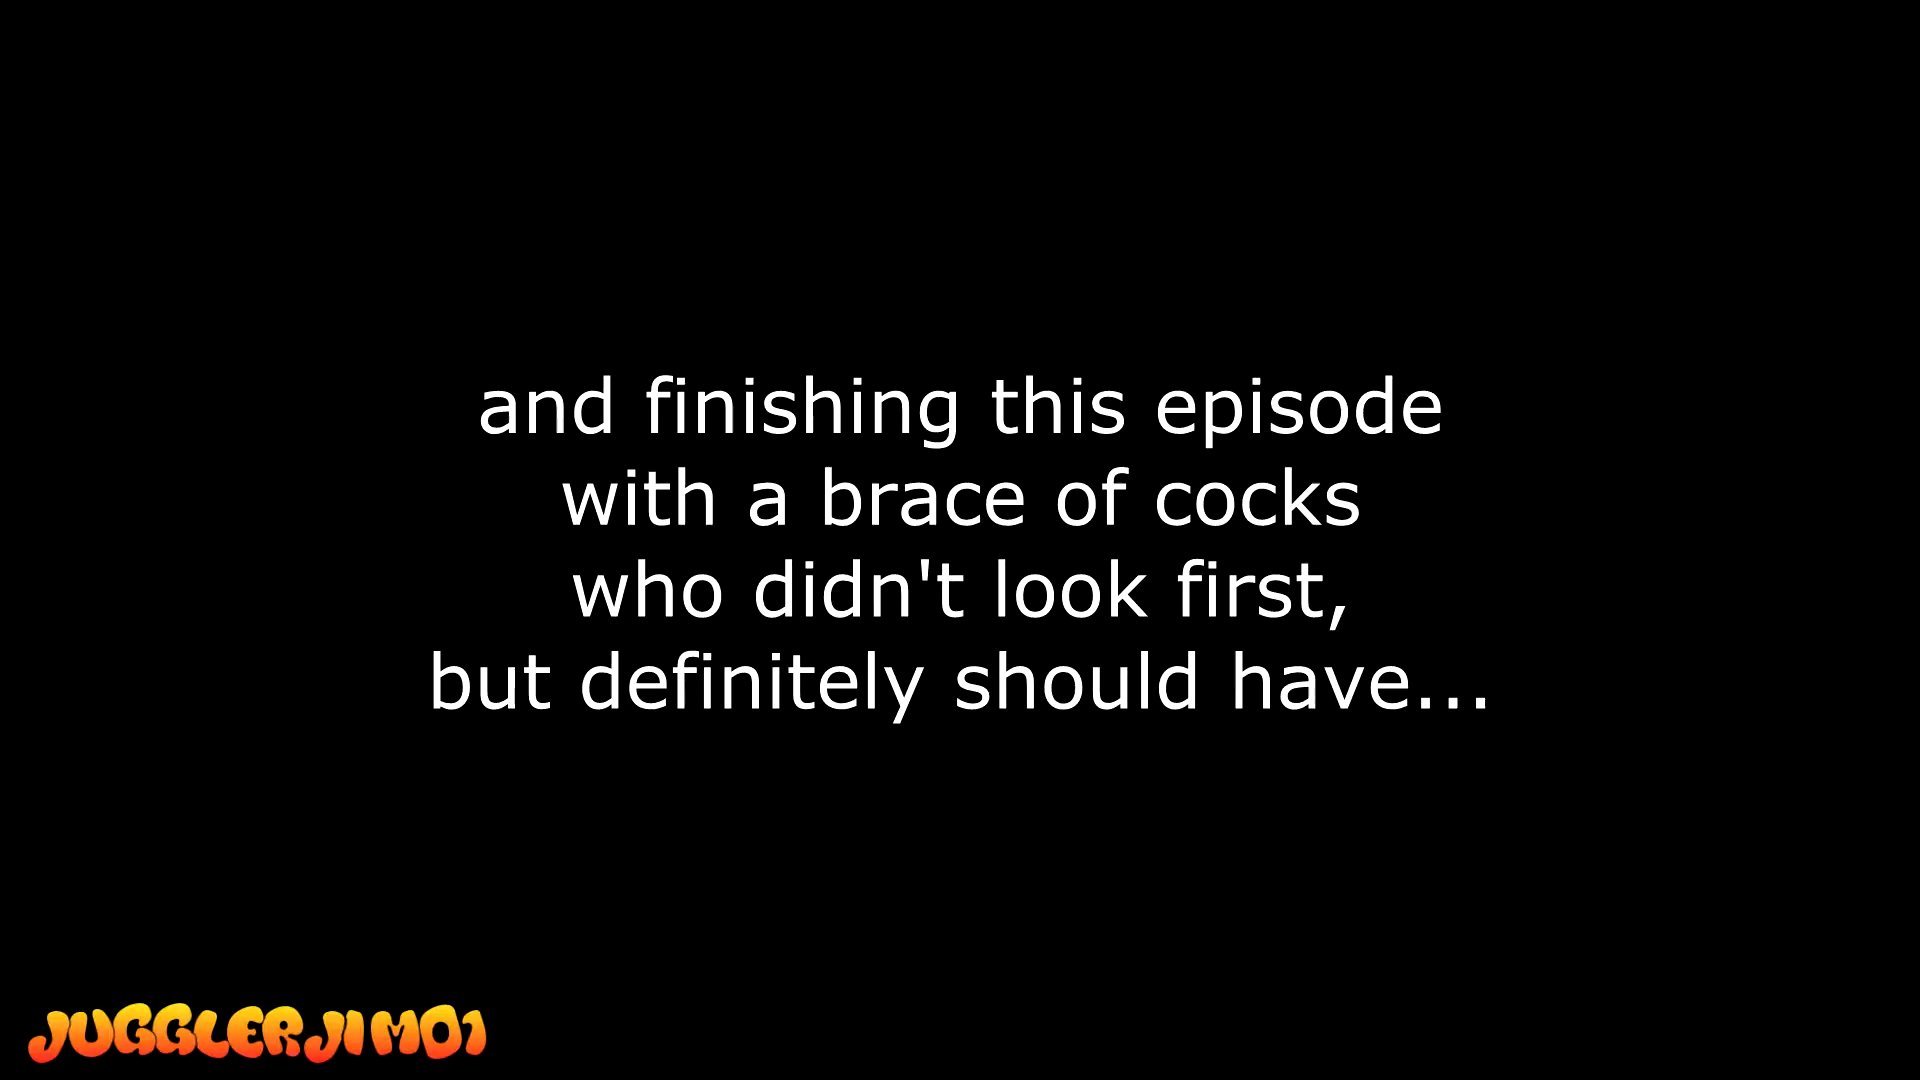 and finishing this episode
with a brace of cocks
who didn't look first,
but definitely should have...
JUGGLERJIM01